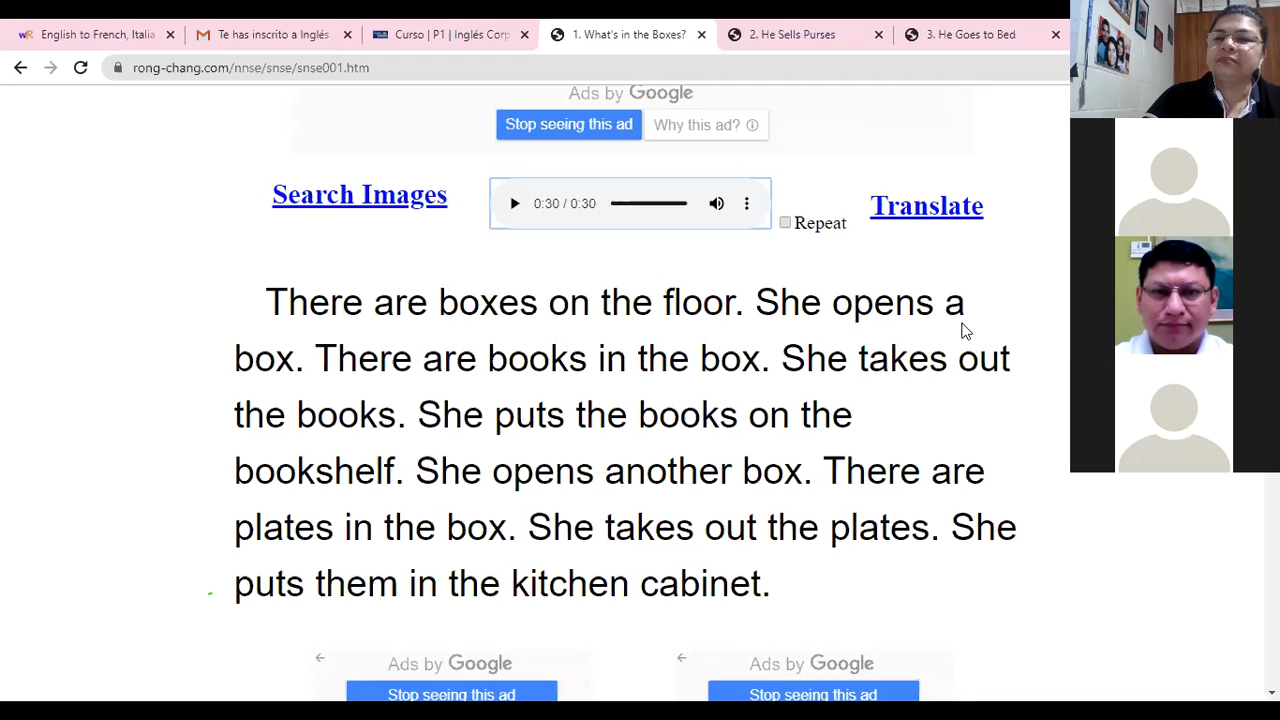 English to French, Italia
Te has inscrito a Inglés
Curso | P1 | Inglés Corp
1. What's in the Boxes?
2. He Sells Purses
3. He Goes to Bed
rong-chang.com/nnse/snse/snse001.htm
Ads by Google
Stop seeing this ad
Why this ad?
Search Images
0:30 / 0:30
Repeat
Translate
There are boxes on the floor. She opens a
box. There are books in the box. She takes out
the books. She puts the books on the
bookshelf. She opens another box. There are
plates in the box. She takes out the plates. She
puts them in the kitchen cabinet.
Ads by Google
Stop seeing this ad
Ads by Google
Stop seeing this ad